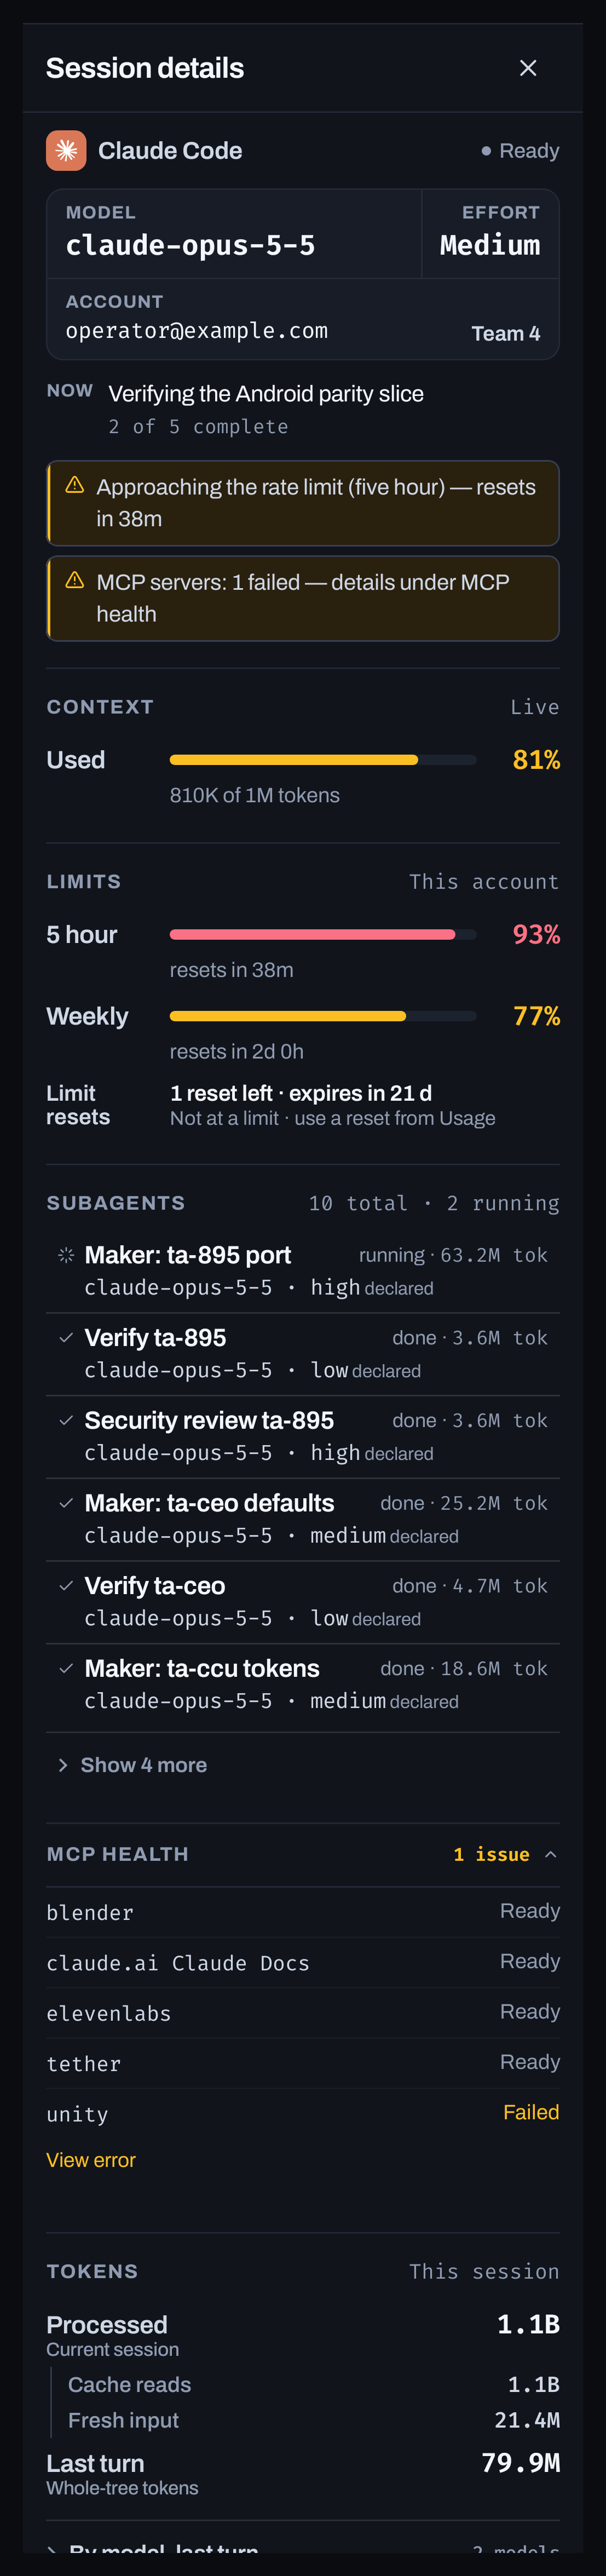 Session details
Claude Code
Ready
MODEL
EFFORT
claude-opus-5-5
Medium
ACCOUNT
operator@example.com
Team 4
NOW Verifying the Android parity slice
2 of 5 complete
Approaching the rate limit (five hour) — resets
in 38m
MCP servers: 1 failed — details under MCP
health
CONTEXT
Live
Used
81%
810K of 1M tokens
LIMITS
This account
5 hour
93%
resets in 38m
Weekly
77%
resets in 2d 0h
Limit
resets
1 reset left · expires in 21 d
Not at a limit · use a reset from Usage
SUBAGENTS
10 total · 2 running
Maker: ta-895 port
running · 63.2M tok
claude-opus-5-5 · high declared
Verify ta-895
done · 3.6M tok
claude-opus-5-5 · low declared
Security review ta-895
done · 3.6M tok
claude-opus-5-5 · high declared
Maker: ta-ceo defaults
done · 25.2M tok
claude-opus-5-5 · medium declared
Verify ta-ceo
done · 4.7M tok
claude-opus-5-5 · low declared
Maker: ta-ccu tokens
done · 18.6M tok
claude-opus-5-5 · medium declared
Show 4 more
MCP HEALTH
1 issue
blender
Ready
claude.ai Claude Docs
Ready
elevenlabs
Ready
tether
Ready
unity
Failed
View error
TOKENS
This session
Processed
1.1B
Current session
Cache reads
1.1B
Fresh input
21.4M
Last turn
79.9M
Whole-tree tokens
By model, last turn
2 models